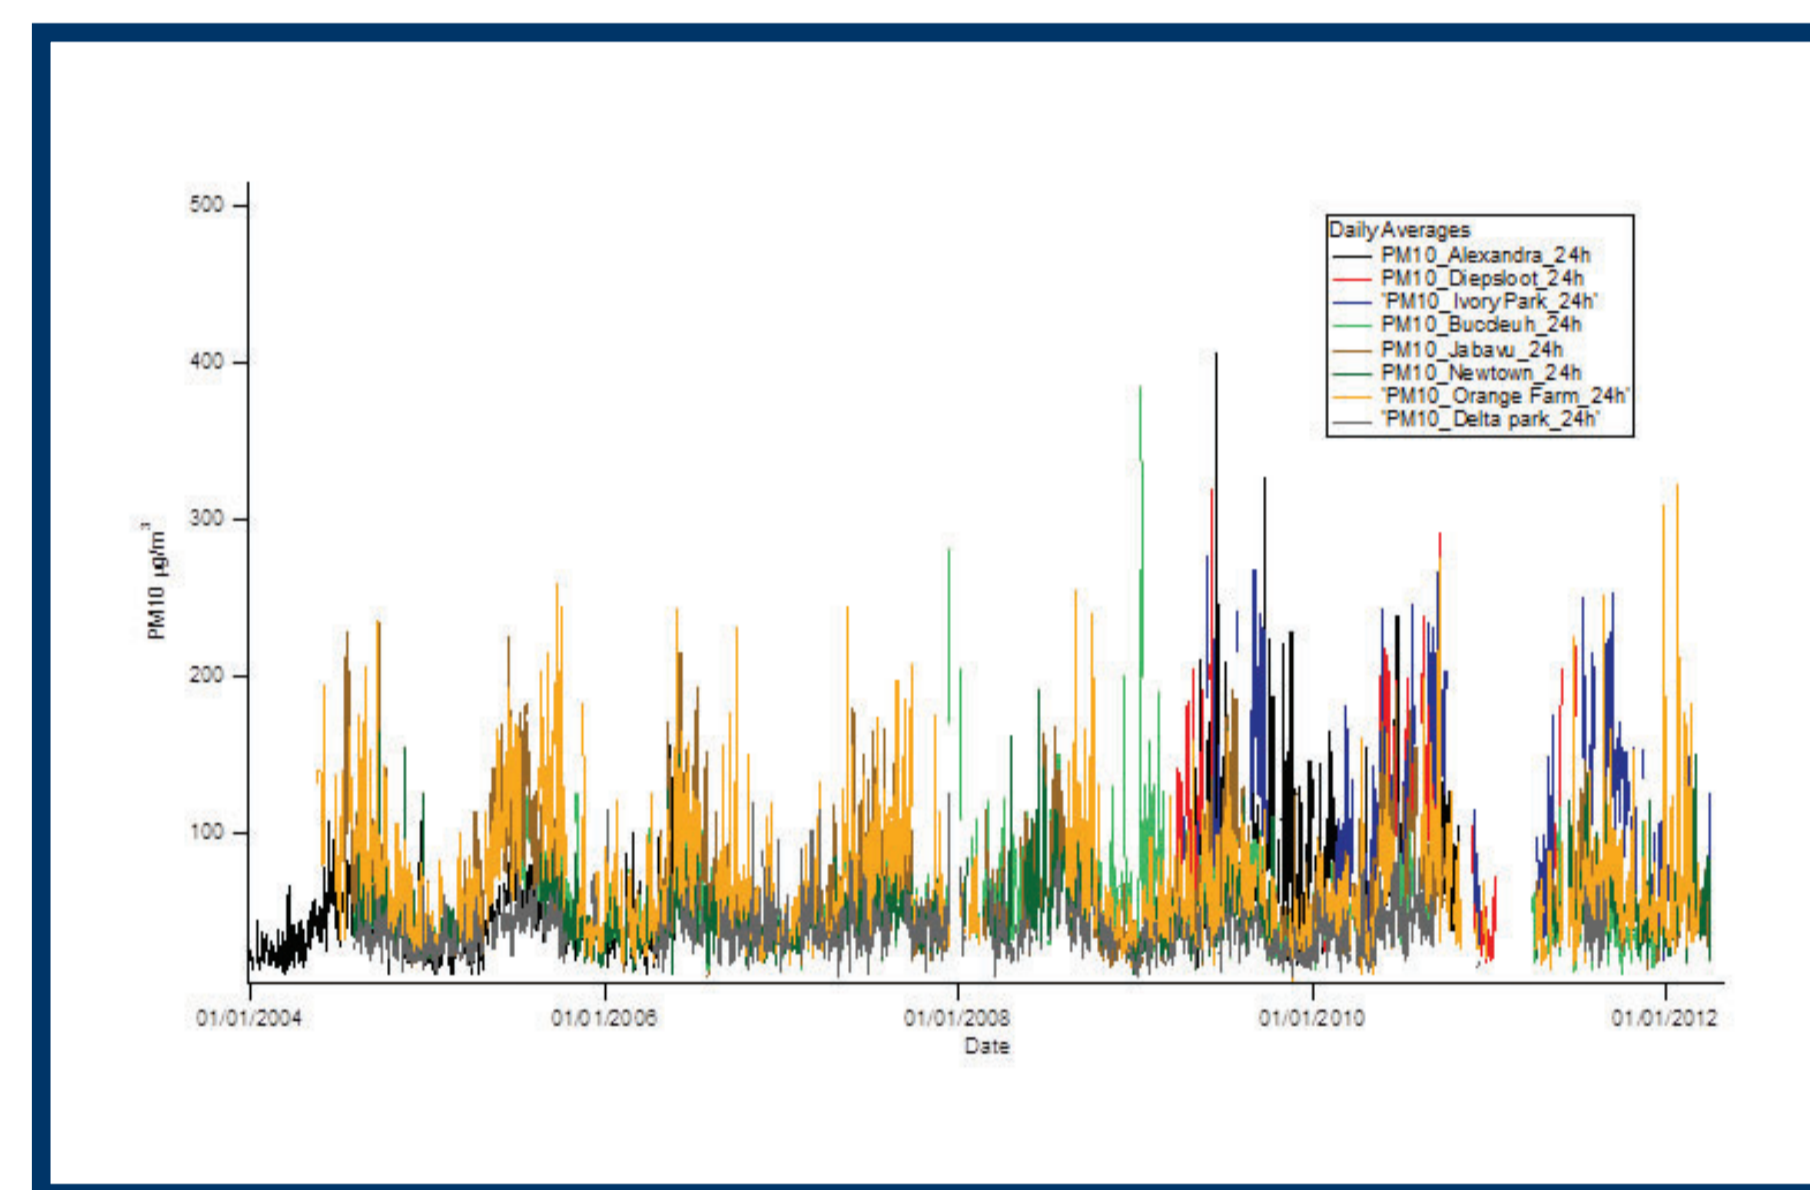 500
400
300
200
100
PM10 µg/m³
Daily Averages
PM10_Alexandra_24h
PM10_Diepsloot_24h
"PM10_Ivory Park_24h"
PM10_Buccleuh_24h
PM10_Jabavu_24h
PM10_Newtown_24h
"PM10_Orange Farm_24h"
"PM10_Delta park_24h"
01/01/2004
01/01/2006
01/01/2008
01/01/2010
01/01/2012
Date